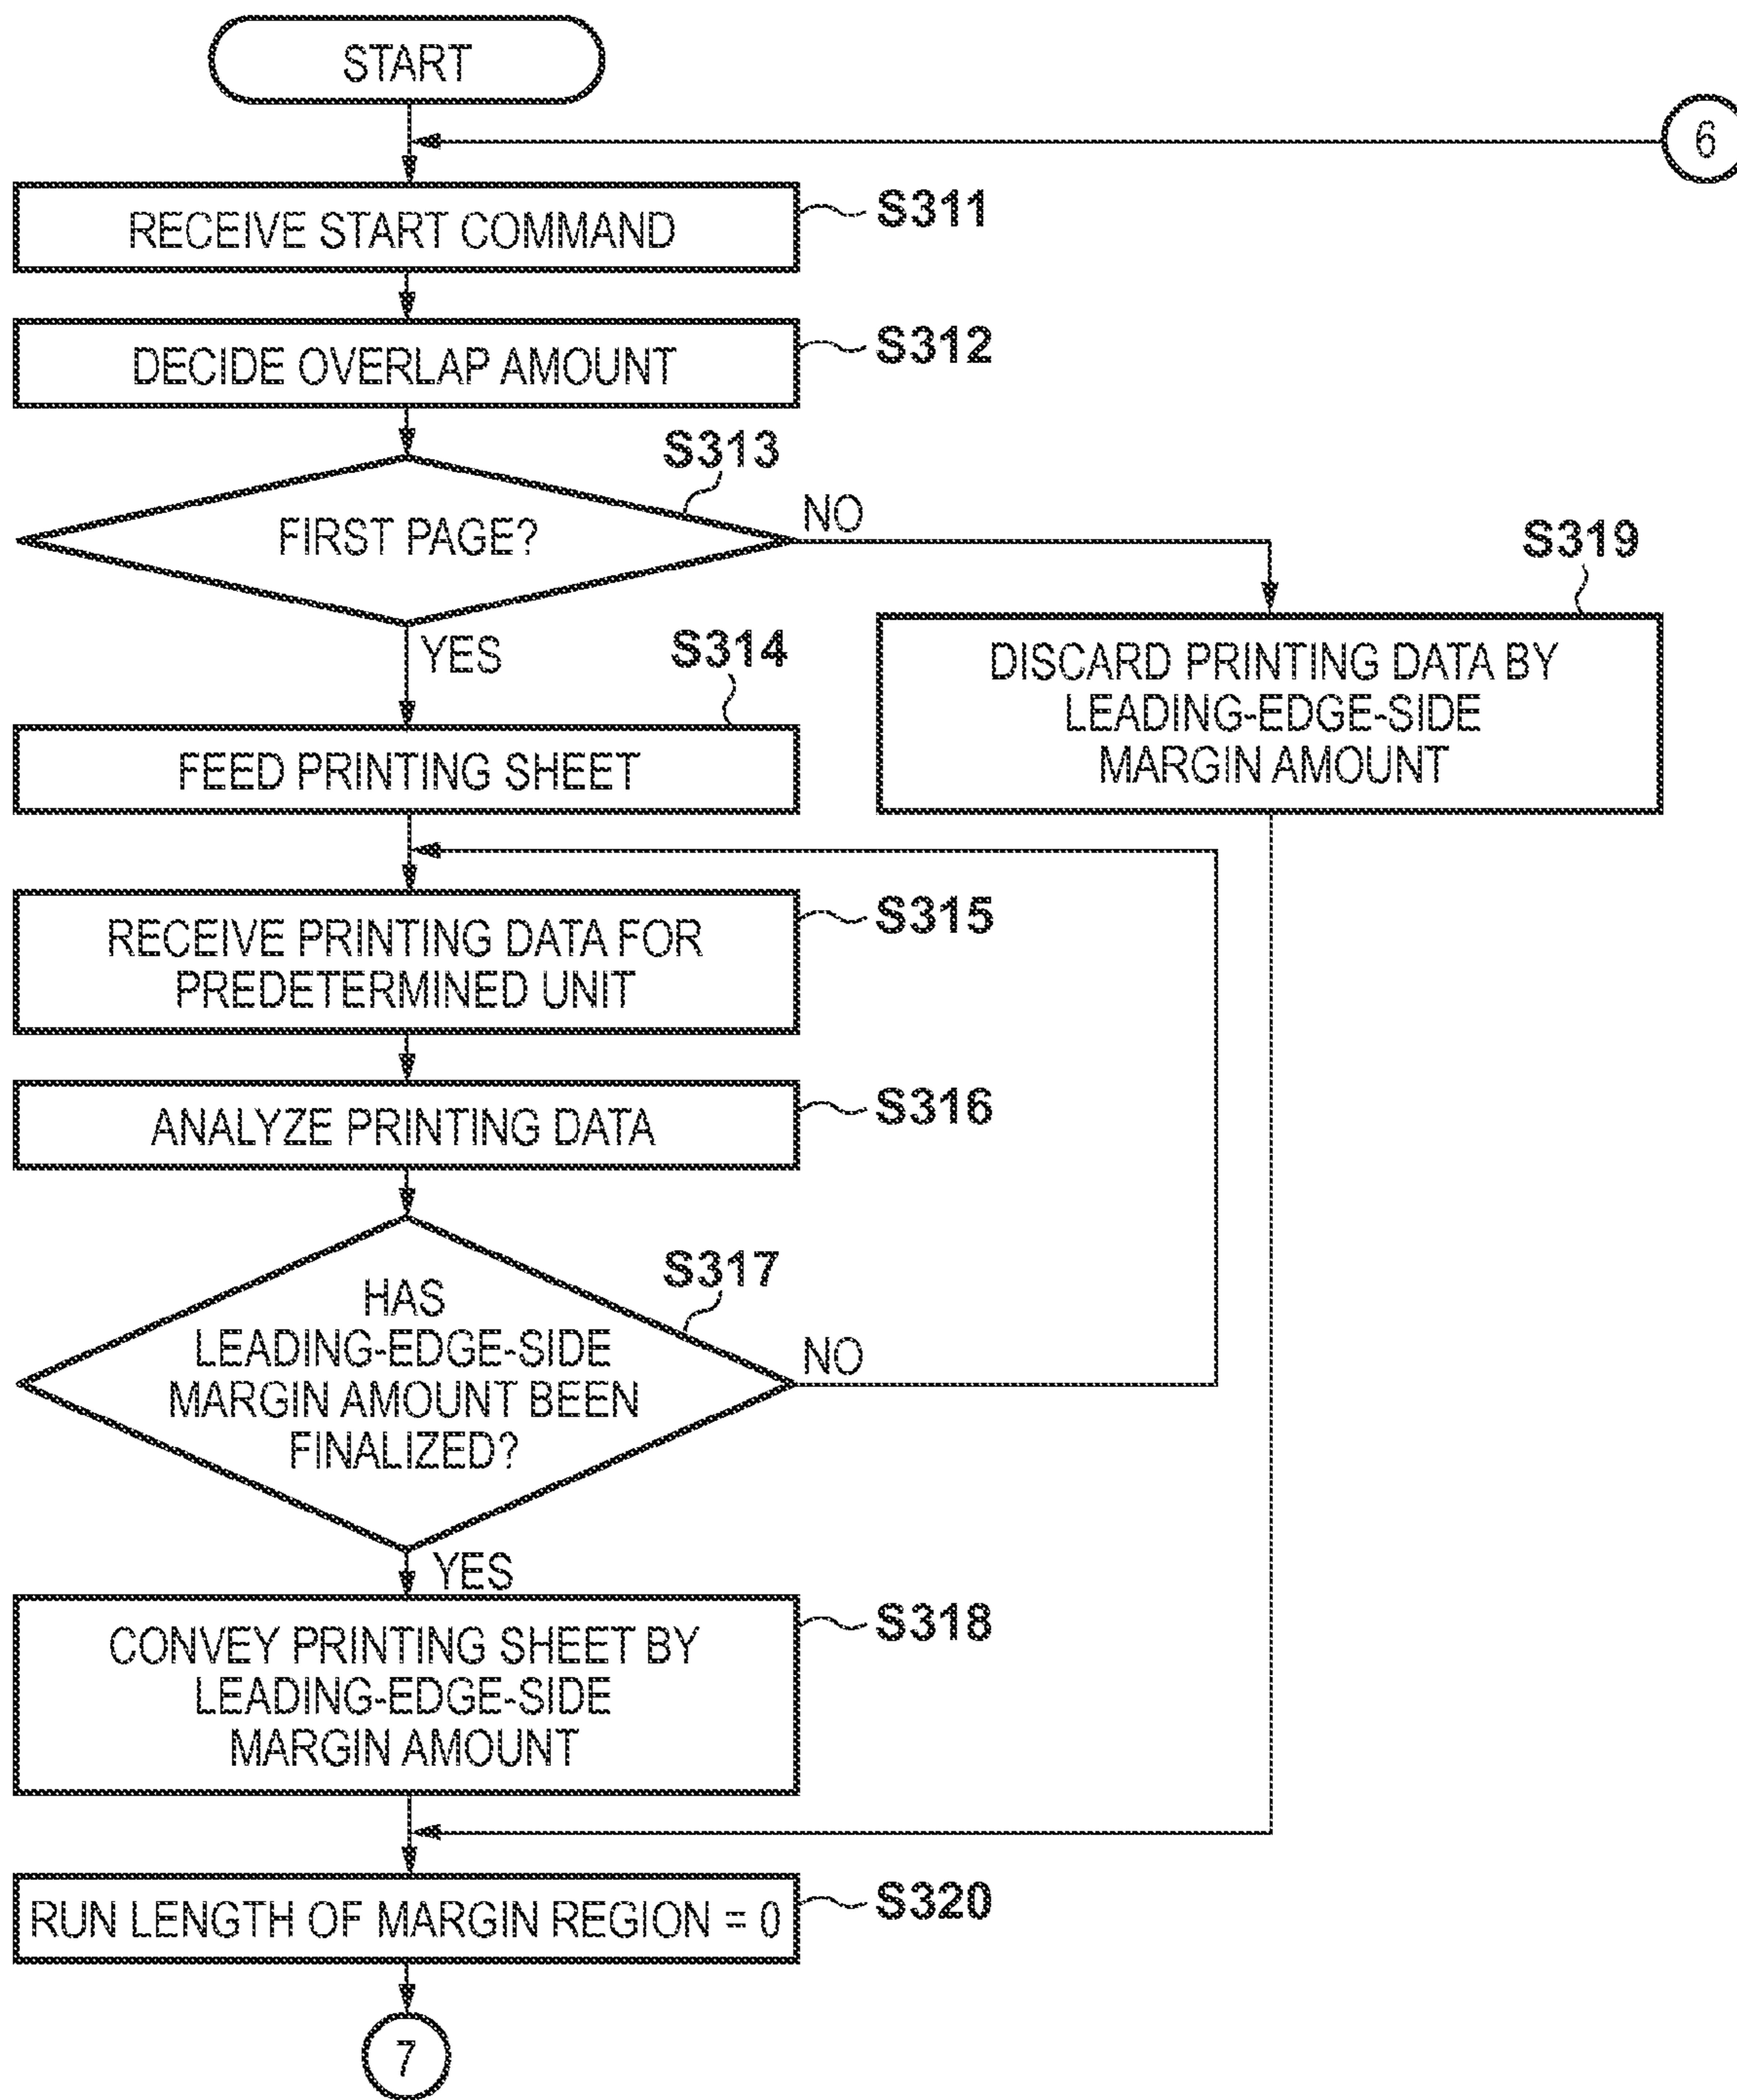 START
6
RECEIVE START COMMAND
S311
DECIDE OVERLAP AMOUNT
S312
S313
FIRST PAGE?
NO
YES
S319
DISCARD PRINTING DATA BY
LEADING-EDGE-SIDE
MARGIN AMOUNT
S314
FEED PRINTING SHEET
RECEIVE PRINTING DATA FOR
PREDETERMINED UNIT
S315
ANALYZE PRINTING DATA
S316
S317
HAS
LEADING-EDGE-SIDE
MARGIN AMOUNT BEEN
FINALIZED?
NO
YES
CONVEY PRINTING SHEET BY
LEADING-EDGE-SIDE
MARGIN AMOUNT
S318
RUN LENGTH OF MARGIN REGION = 0
S320
7